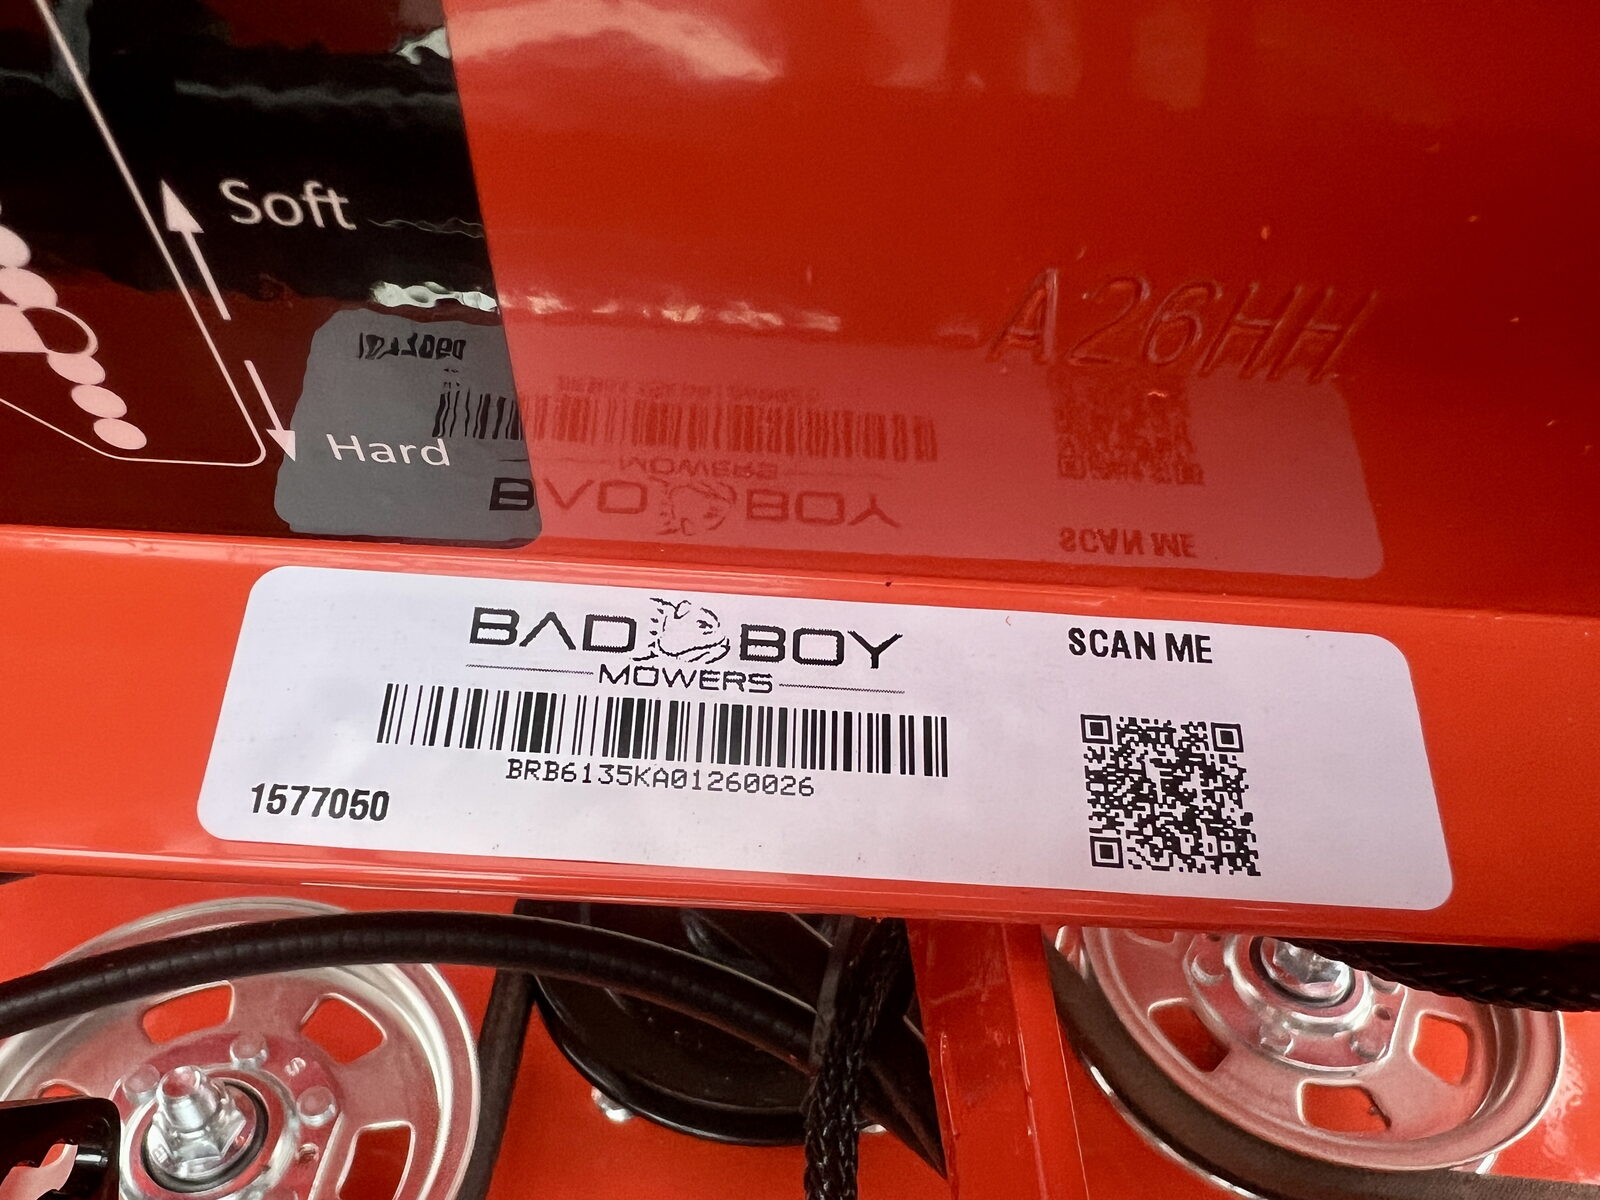 Soft
Hard
A26HH
BAD BOY
MOWERS
SCAN ME
BRB6135KA01260026
1577050